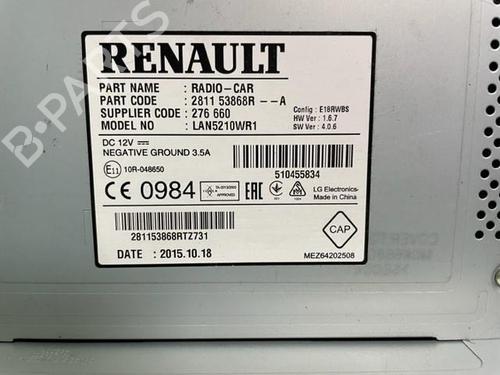 RENAULT
PART NAME : RADIO-CAR
PART CODE : 2811 53868R --A
SUPPLIER CODE : 276 660
MODEL NO : LAN5210WR1
Config : E18RWBS
HW Ver : 1.6.7
SW Ver : 4.0.6
DC 12V
NEGATIVE GROUND 3.5A
E11 10R-048650
510455834
CE 0984
APPROVED
EAC
LG Electronics
Made In China
281153868RTZ731
DATE : 2015.10.18
CAP
MEZ64202508
B-PARTS